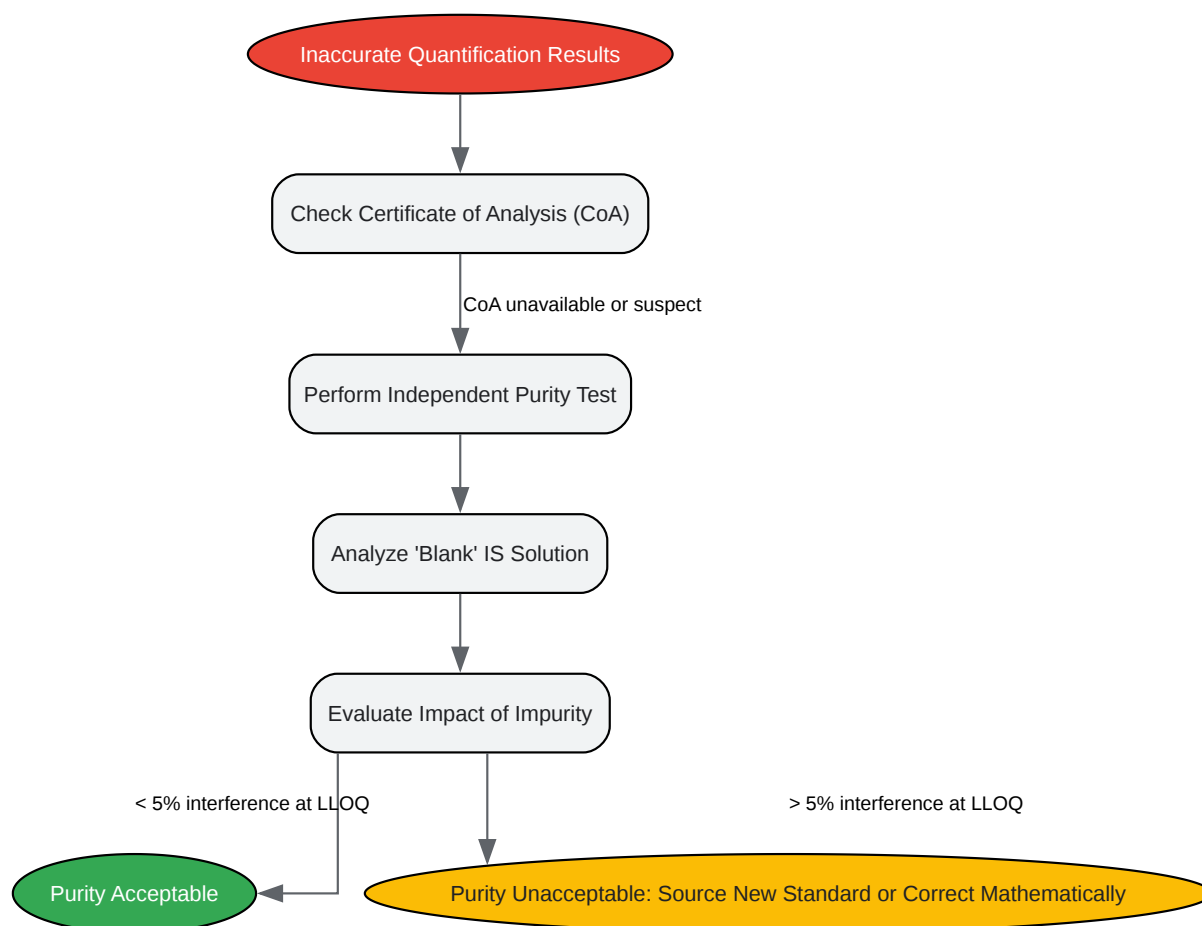 Inaccurate Quantification Results
Check Certificate of Analysis (CoA)
CoA unavailable or suspect
Perform Independent Purity Test
Analyze 'Blank' IS Solution
Evaluate Impact of Impurity
< 5% interference at LLOQ
> 5% interference at LLOQ
Purity Acceptable
Purity Unacceptable: Source New Standard or Correct Mathematically